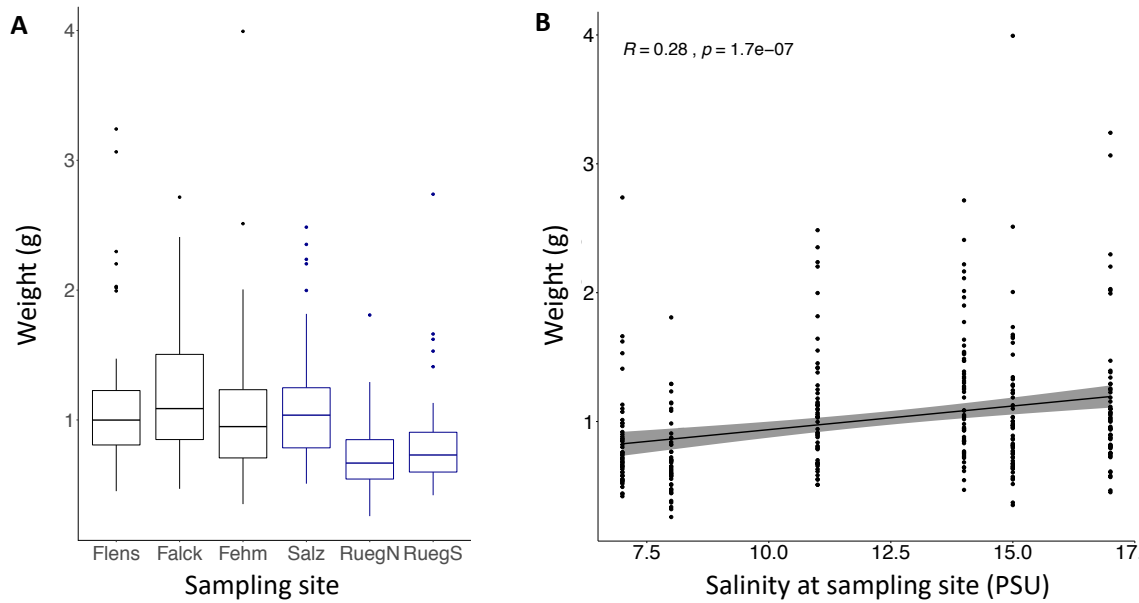 A
Weight (g)
4
3
2
1
Flens Falck Fehm Salz RuegN RuegS
Sampling site
B
R = 0.28 , p = 1.7e−07
Weight (g)
4
3
2
1
7.5 10.0 12.5 15.0 17.
Salinity at sampling site (PSU)